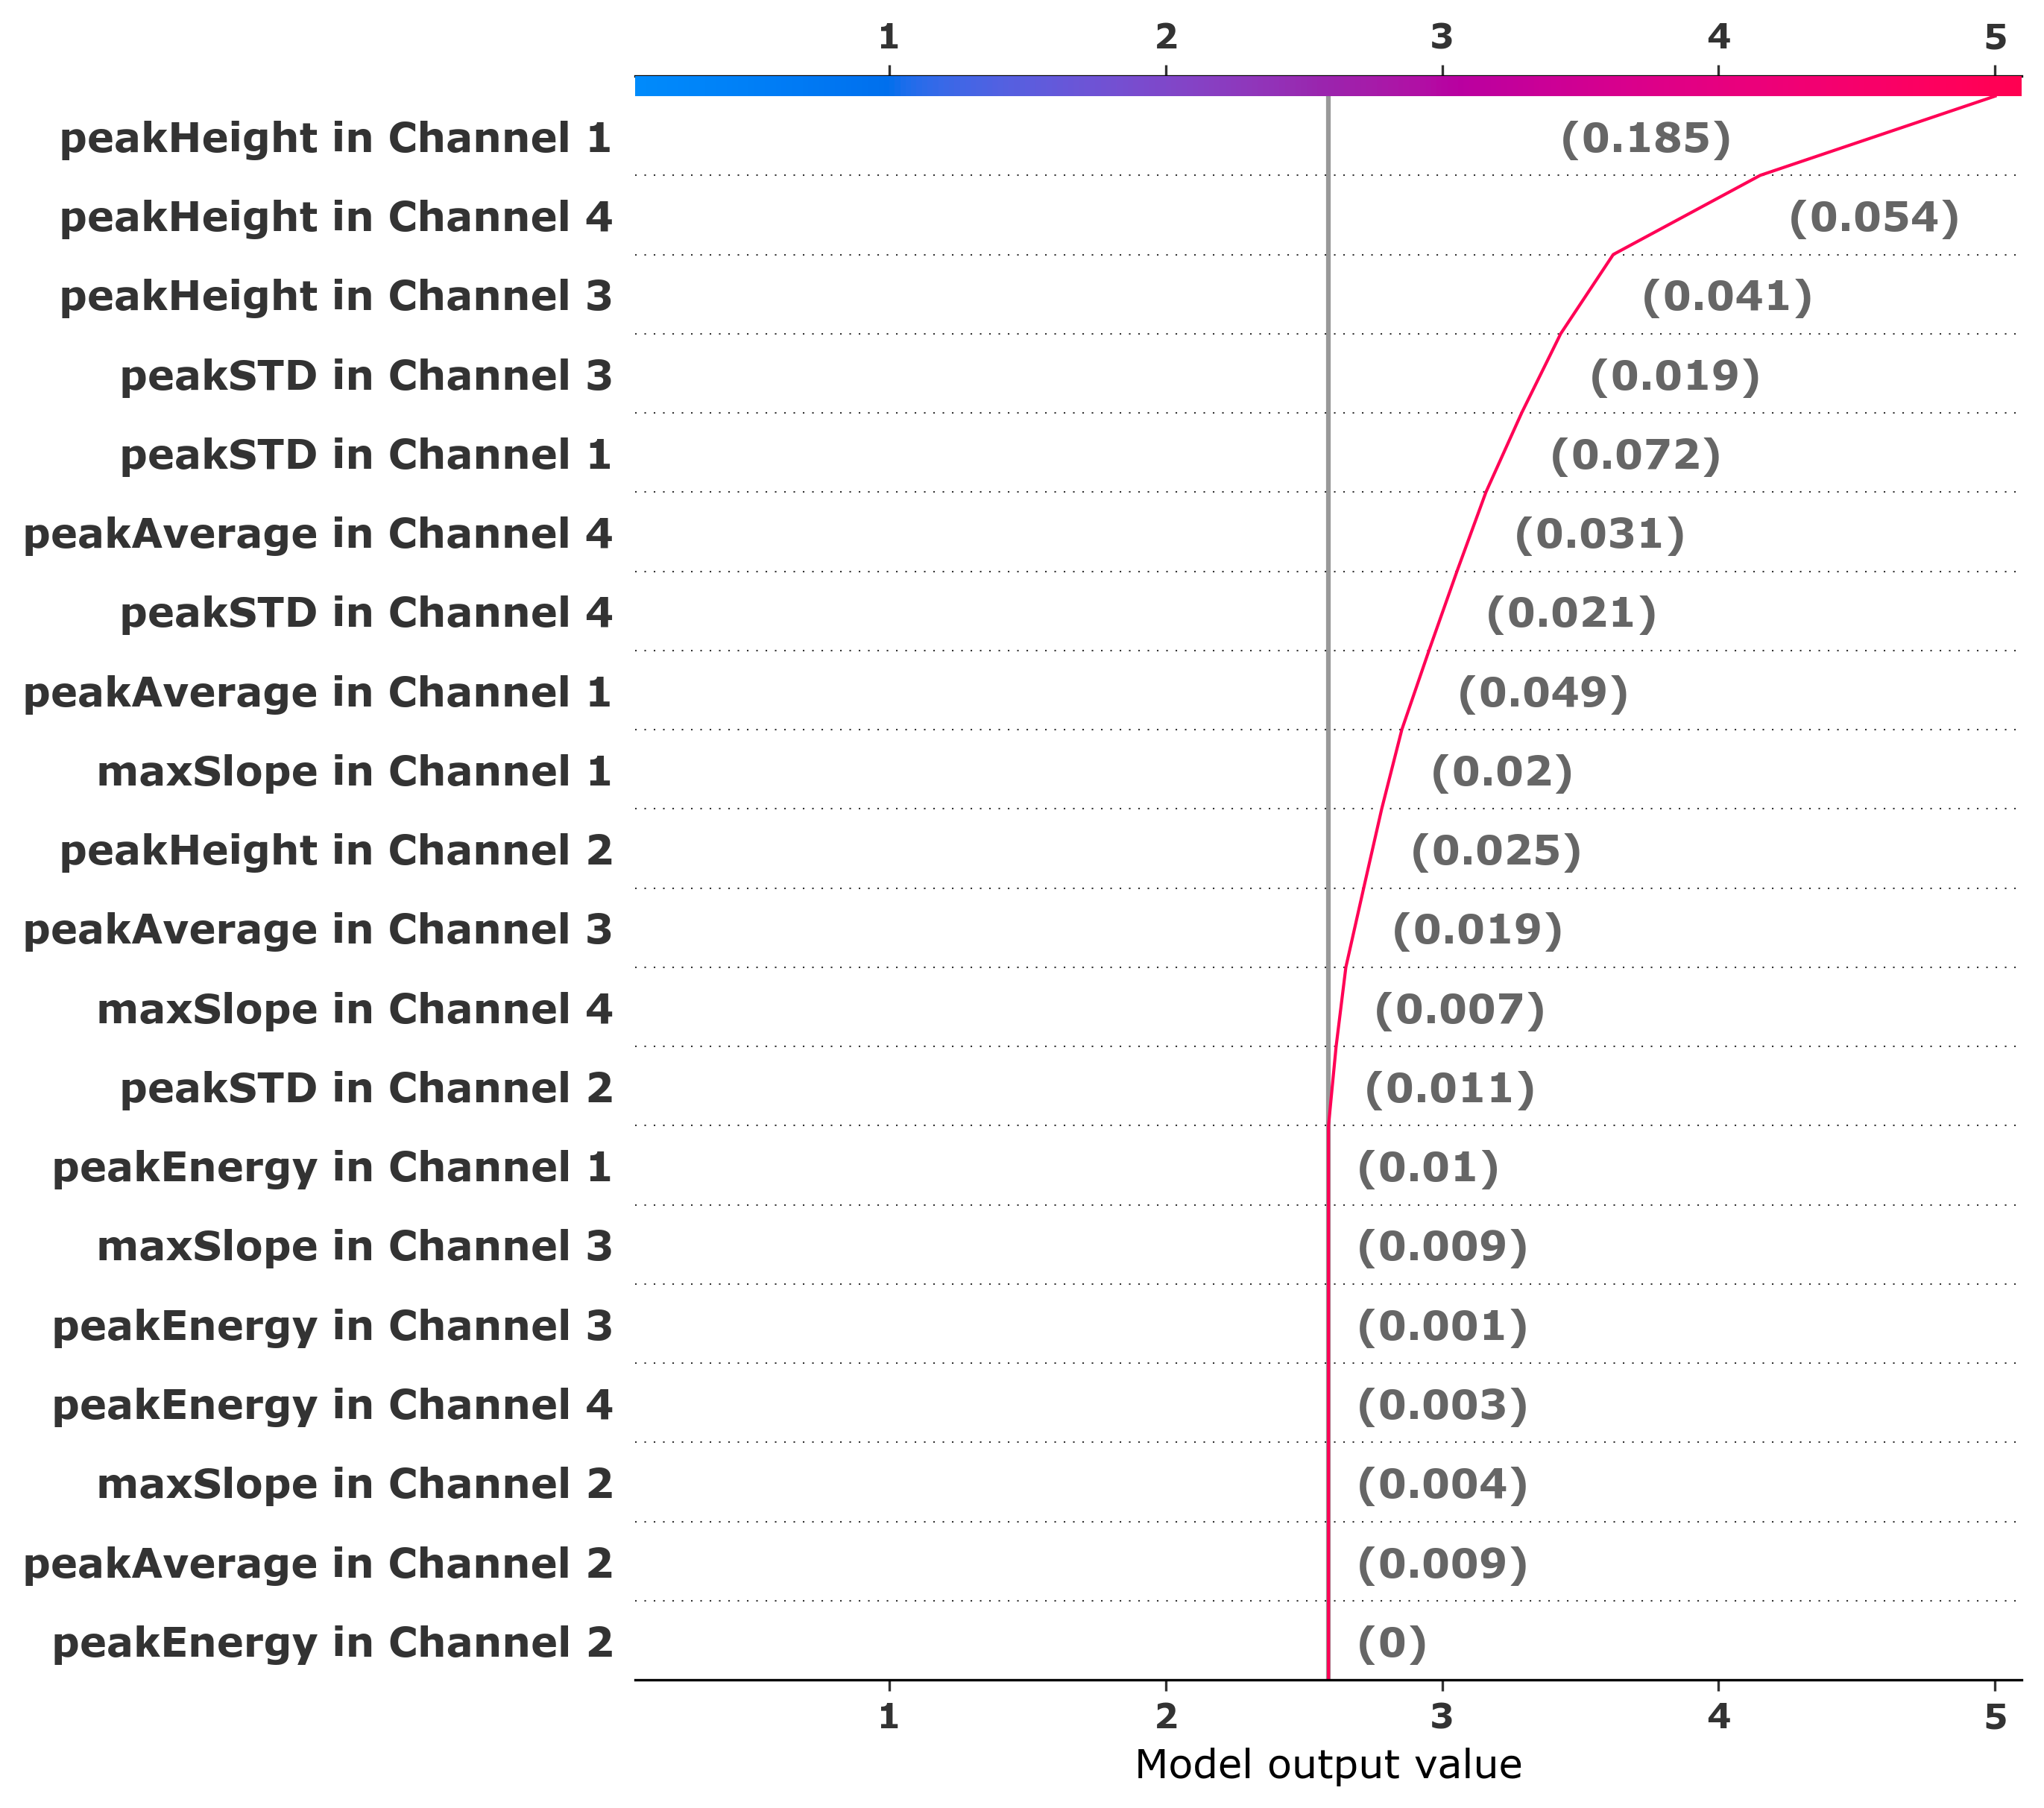 1 2 3 4 5
peakHeight in Channel 1 (0.185)
peakHeight in Channel 4 (0.054)
peakHeight in Channel 3 (0.041)
peakSTD in Channel 3 (0.019)
peakSTD in Channel 1 (0.072)
peakAverage in Channel 4 (0.031)
peakSTD in Channel 4 (0.021)
peakAverage in Channel 1 (0.049)
maxSlope in Channel 1 (0.02)
peakHeight in Channel 2 (0.025)
peakAverage in Channel 3 (0.019)
maxSlope in Channel 4 (0.007)
peakSTD in Channel 2 (0.011)
peakEnergy in Channel 1 (0.01)
maxSlope in Channel 3 (0.009)
peakEnergy in Channel 3 (0.001)
peakEnergy in Channel 4 (0.003)
maxSlope in Channel 2 (0.004)
peakAverage in Channel 2 (0.009)
peakEnergy in Channel 2 (0)
1 2 3 4 5
Model output value